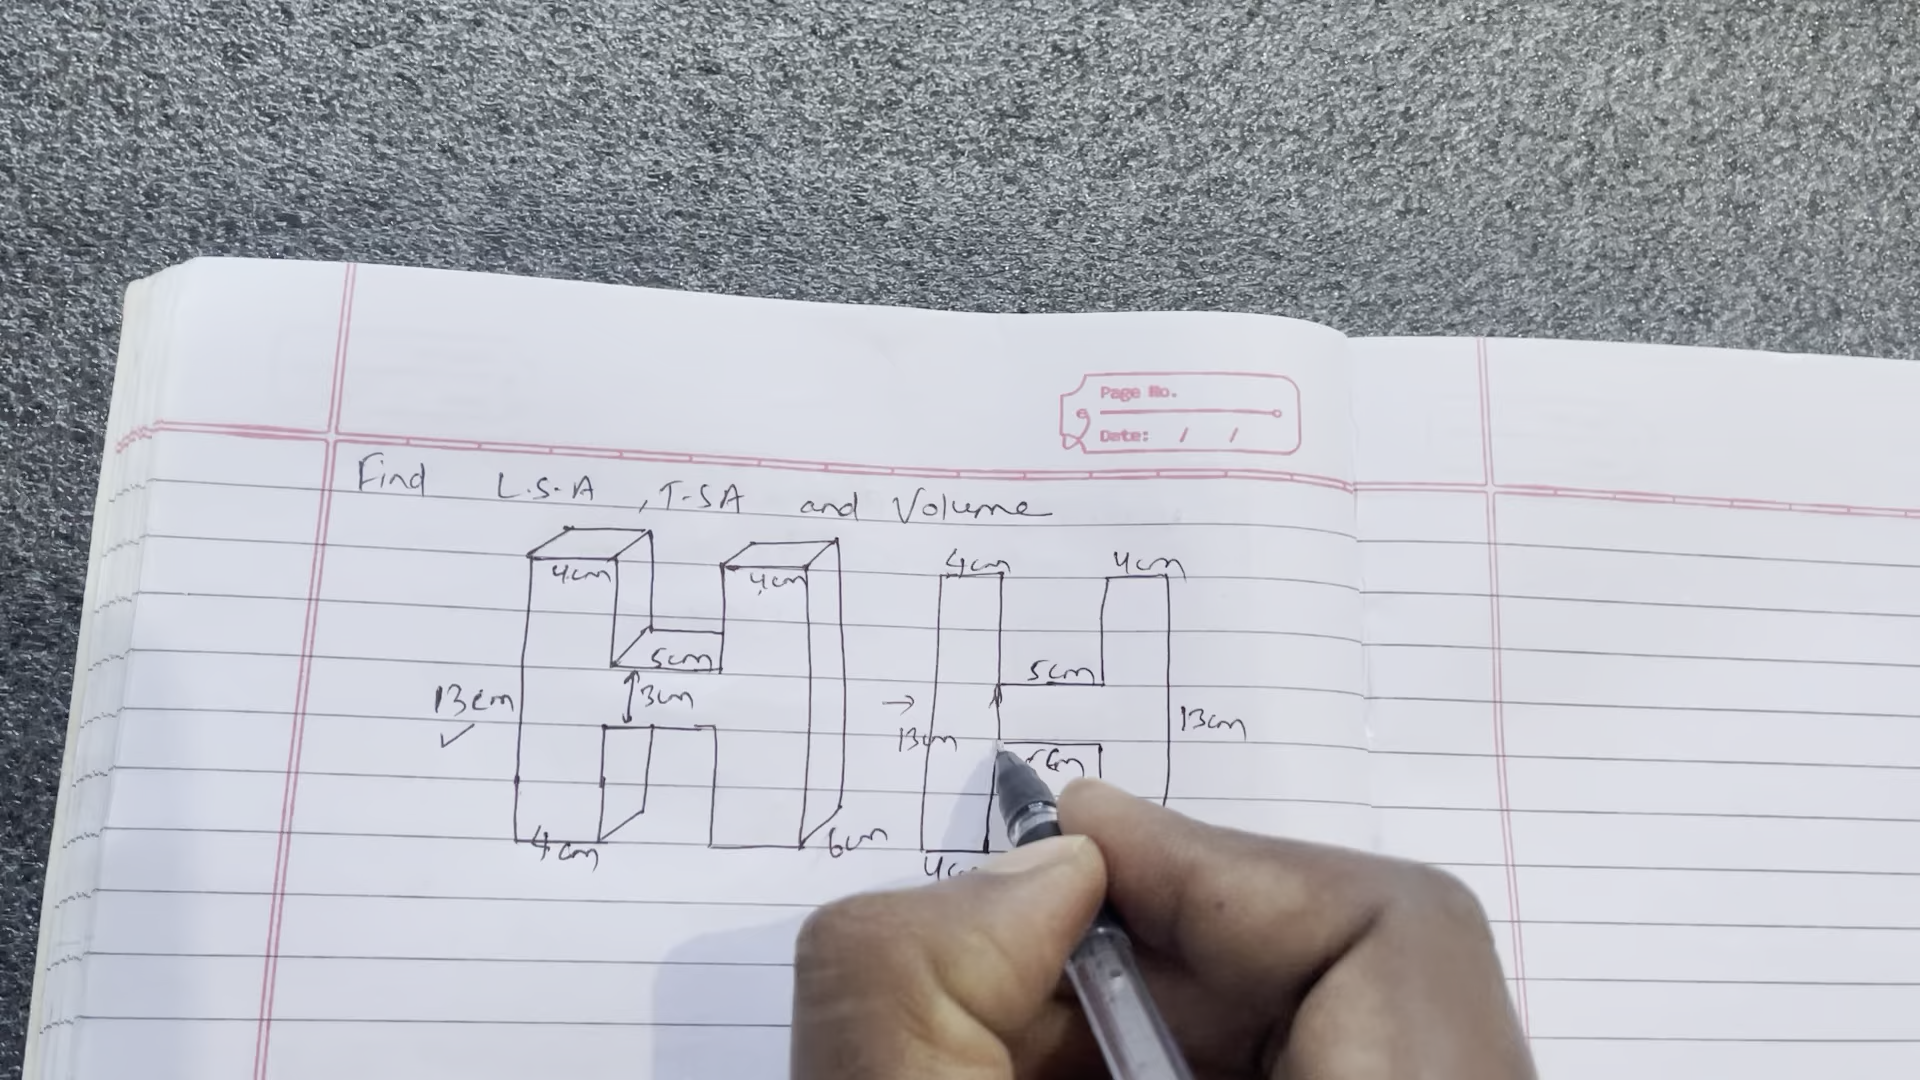 Page No.
Date: / /
Find L.S.A , T.S.A and Volume
4cm 4cm 4cm 4cm
5cm 5cm
13cm 3cm → 13cm 13cm
4cm 6cm